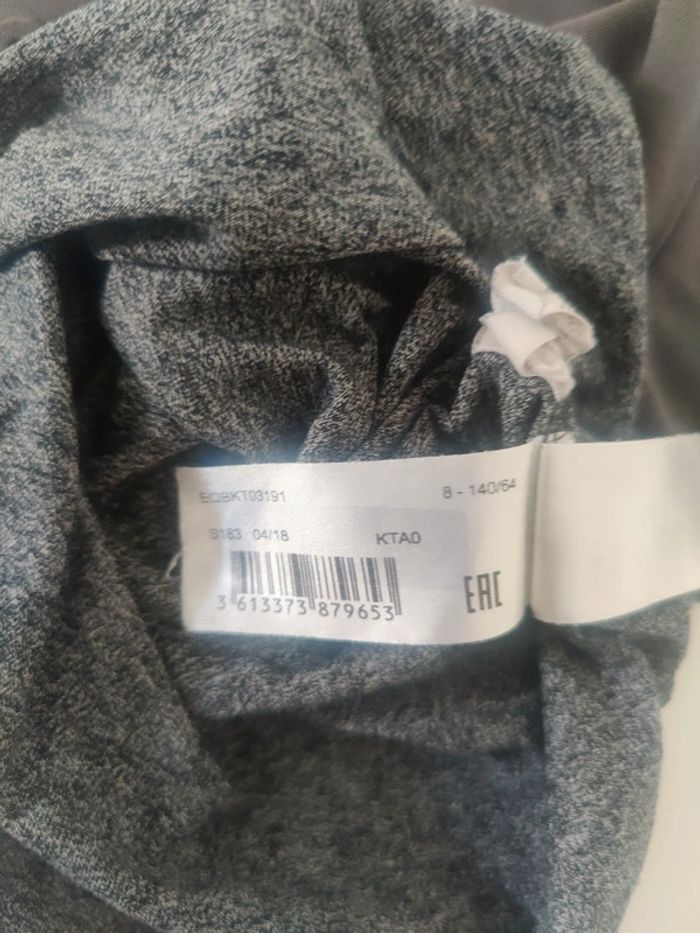 EQBKT03191 8 - 140/64
S183 04/18 KTA0
3 613373 879653
EAC